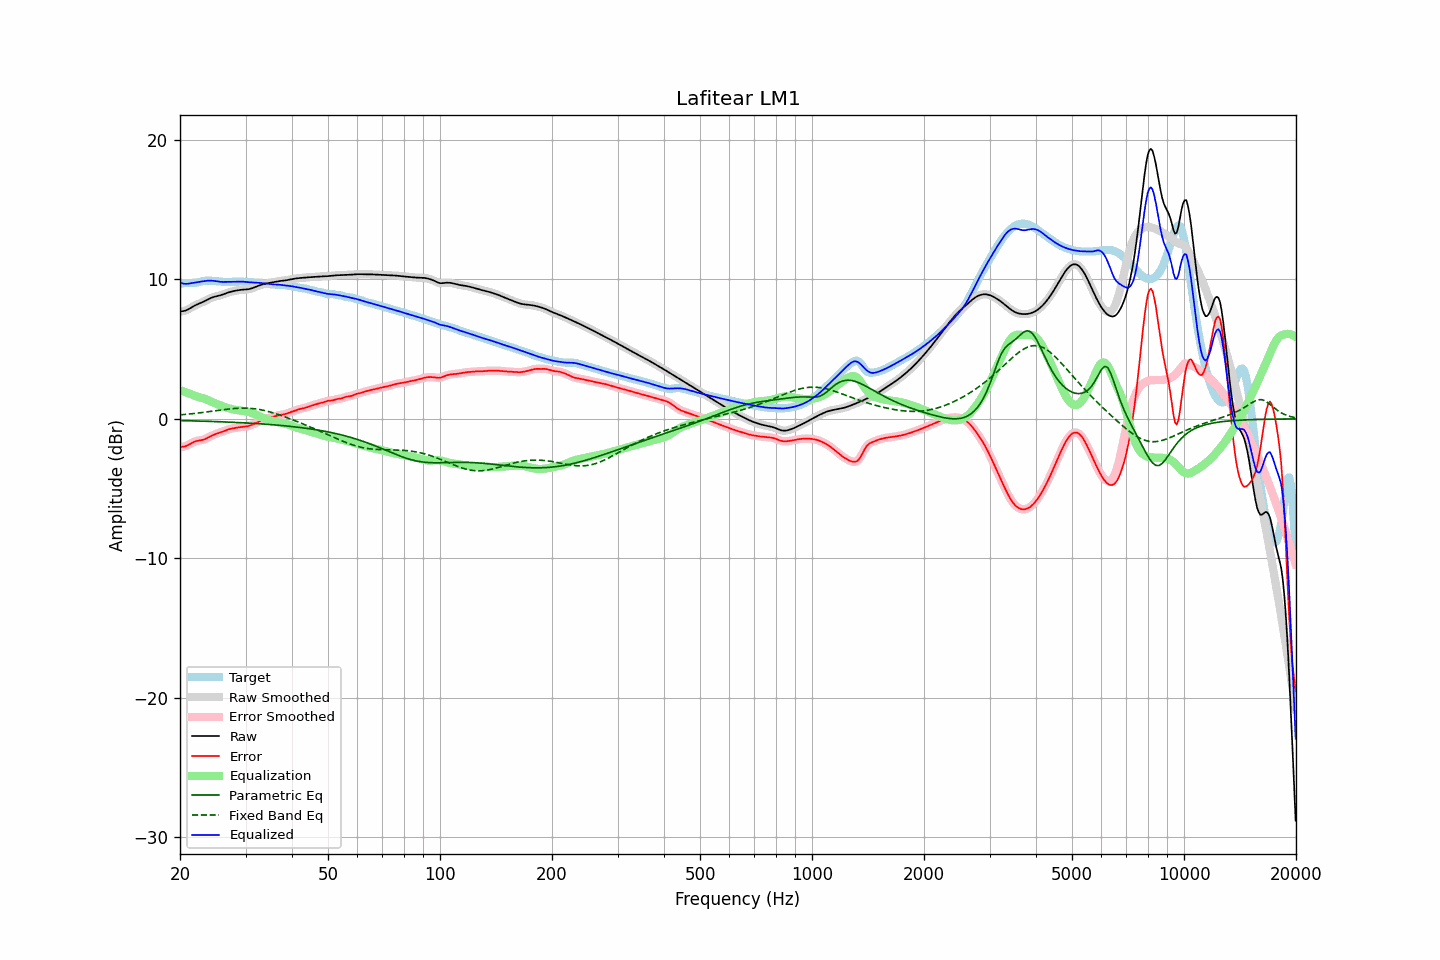 Lafitear LM1
Amplitude (dBr)
20
10
0
−10
−20
−30
Target
Raw Smoothed
Error Smoothed
Raw
Error
Equalization
Parametric Eq
Fixed Band Eq
Equalized
20 50 100 200 500 1000 2000 5000 10000 20000
Frequency (Hz)